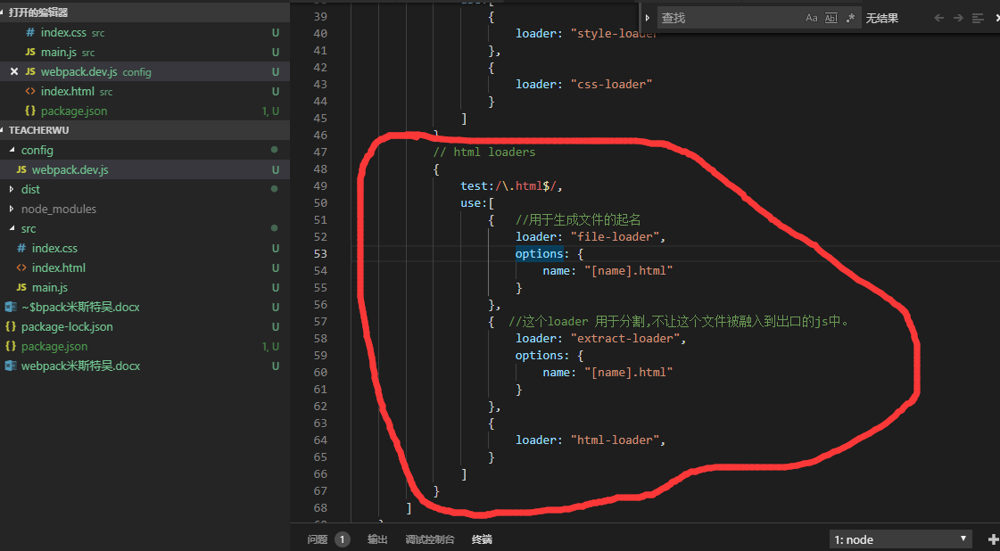 打开的编辑器
# index.css src U
JS main.js src U
JS webpack.dev.js config U
<> index.html src U
{} package.json 1, U
TEACHERWU
config
JS webpack.dev.js U
dist
node_modules
src
# index.css U
<> index.html U
JS main.js U
~$bpack米斯特吴.docx U
{} package-lock.json U
{} package.json 1, U
webpack米斯特吴.docx U
查找 Aa Abl .* 无结果
39 {
40 loader: "style-loader"
41 },
42 {
43 loader: "css-loader"
44 }
45 ]
46 }
47 // html loaders
48 {
49 test:/\.html$/,
50 use:[
51 { //用于生成文件的起名
52 loader: "file-loader",
53 options: {
54 name: "[name].html"
55 }
56 },
57 { //这个loader 用于分割,不让这个文件被融入到出口的js中。
58 loader: "extract-loader",
59 options: {
60 name: "[name].html"
61 }
62 },
63 {
64 loader: "html-loader",
65 }
66 ]
67 }
68 ]
问题 1 输出 调试控制台 终端 1: node